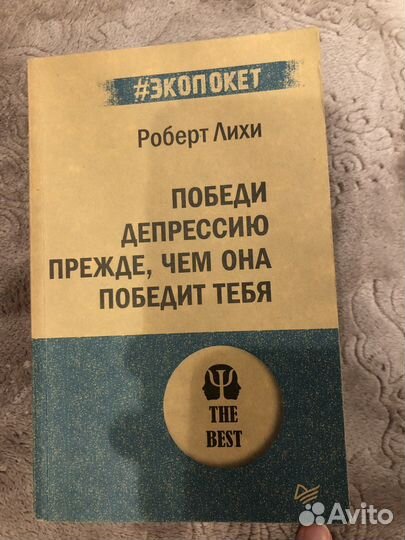 #ЭКОПОКЕТ
Роберт Лихи
ПОБЕДИ
ДЕПРЕССИЮ
ПРЕЖДЕ, ЧЕМ ОНА
ПОБЕДИТ ТЕБЯ
Ψ
THE
BEST
Avito